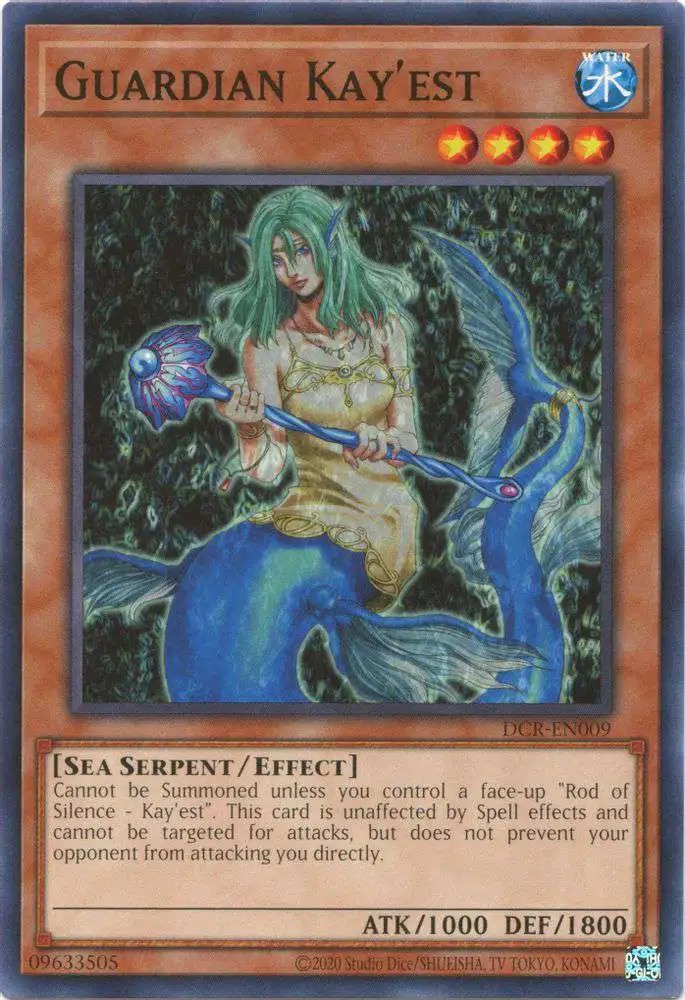 GUARDIAN KAY'EST
WATER
水
DCR-EN009
[SEA SERPENT/EFFECT]
Cannot be Summoned unless you control a face-up "Rod of
Silence - Kay'est". This card is unaffected by Spell effects and
cannot be targeted for attacks, but does not prevent your
opponent from attacking you directly.
ATK/1000 DEF/1800
09633505
©2020 Studio Dice/SHUEISHA, TV TOKYO, KONAMI